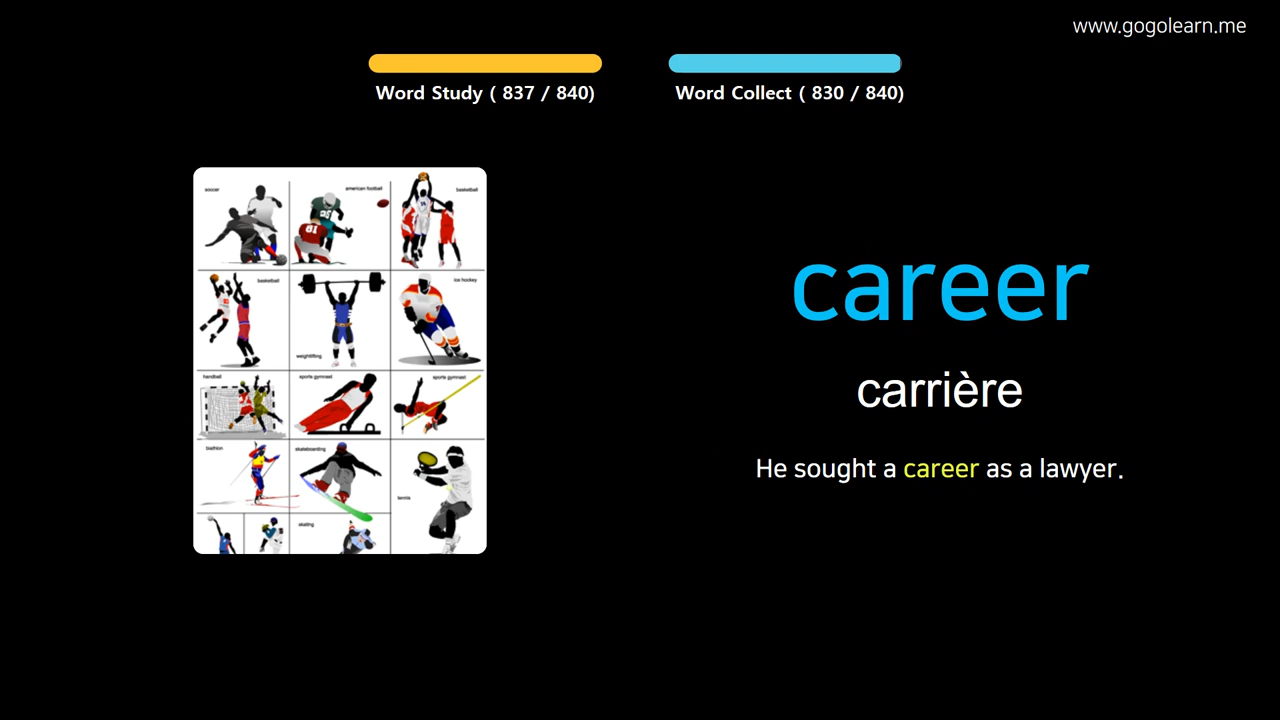 www.gogolearn.me
Word Study ( 837 / 840)
Word Collect ( 830 / 840)
soccer
american football
basketball
basketball
weightlifting
ice hockey
handball
sports gymnast
sports gymnast
biathlon
skateboarding
tennis
skating
career
carrière
He sought a career as a lawyer.